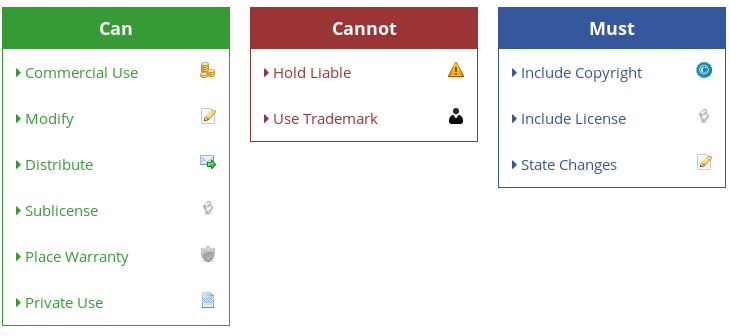 Can
Commercial Use
Modify
Distribute
Sublicense
Place Warranty
Private Use
Cannot
Hold Liable
Use Trademark
Must
Include Copyright
©
Include License
State Changes